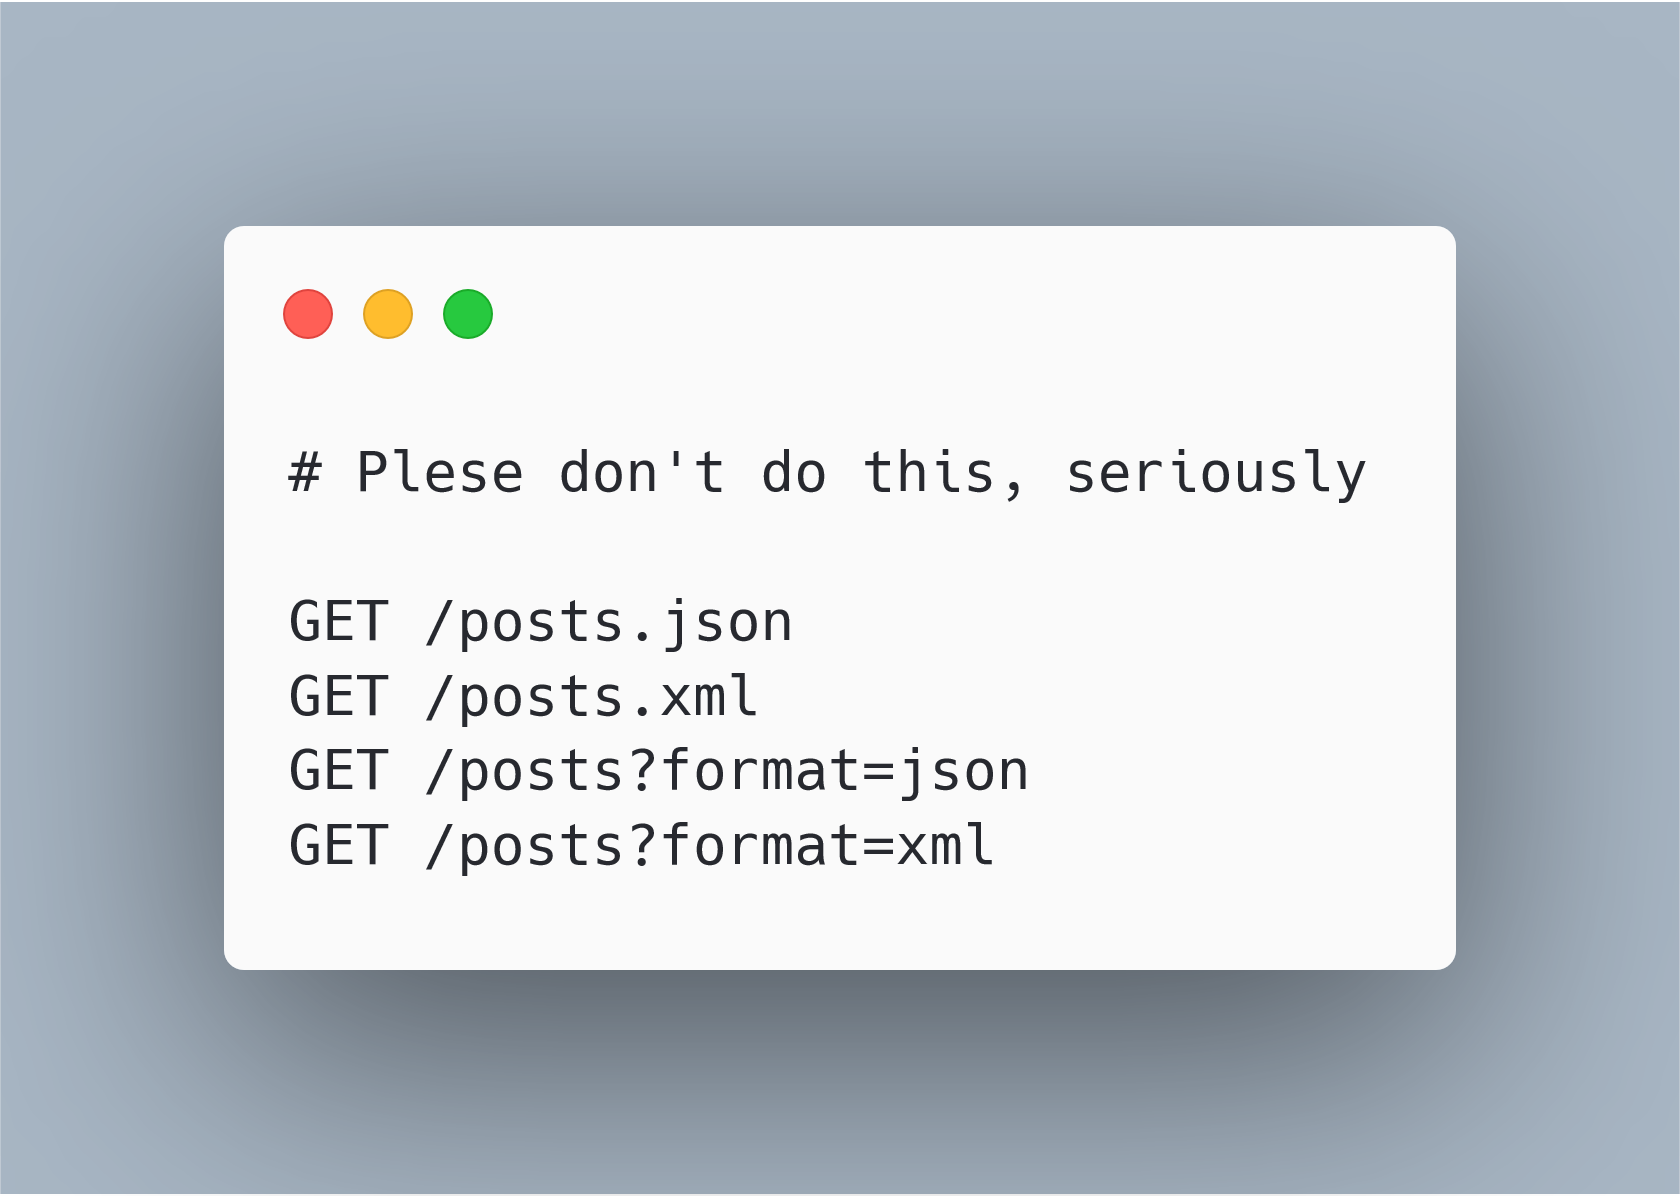 # Plese don't do this, seriously
GET /posts.json
GET /posts.xml
GET /posts?format=json
GET /posts?format=xml